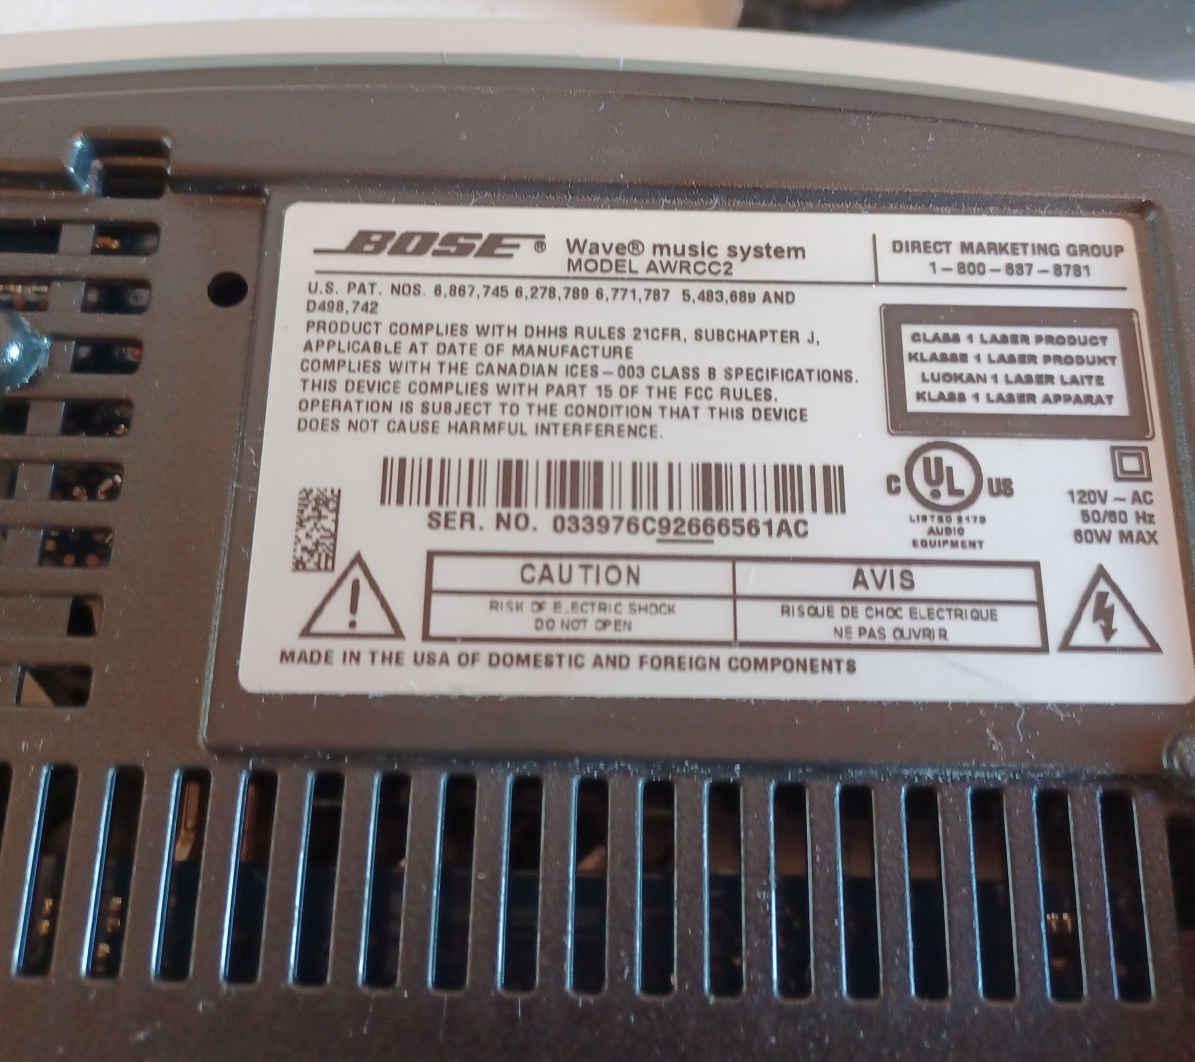 BOSE® Wave® music system
MODEL AWRCC2
DIRECT MARKETING GROUP
1-800-687-8781
U.S. PAT. NOS. 6,867,745 6,278,789 6,771,787 5,483,689 AND
D498,742
PRODUCT COMPLIES WITH DHHS RULES 21CFR, SUBCHAPTER J,
APPLICABLE AT DATE OF MANUFACTURE
COMPLIES WITH THE CANADIAN ICES-003 CLASS B SPECIFICATIONS.
THIS DEVICE COMPLIES WITH PART 15 OF THE FCC RULES.
OPERATION IS SUBJECT TO THE CONDITION THAT THIS DEVICE
DOES NOT CAUSE HARMFUL INTERFERENCE.
CLASS 1 LASER PRODUCT
KLASSE 1 LASER PRODUKT
LUOKAN 1 LASER LAITE
KLASS 1 LASER APPARAT
SER. NO. 033976C92666561AC
C UL US
LISTED
AUDIO
EQUIPMENT
120V ~ AC
50/60 Hz
60W MAX
CAUTION
RISK OF ELECTRIC SHOCK
DO NOT OPEN
AVIS
RISQUE DE CHOC ELECTRIQUE
NE PAS OUVRIR
MADE IN THE USA OF DOMESTIC AND FOREIGN COMPONENTS